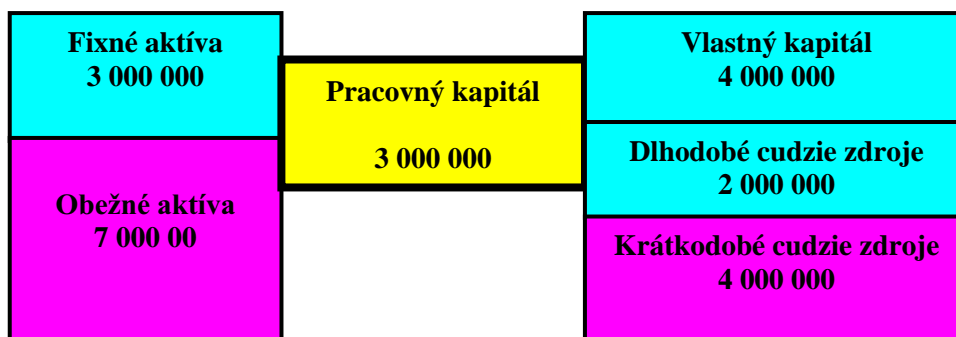 Fixné aktíva
3 000 000
Obežné aktíva
7 000 00
Pracovný kapitál
3 000 000
Vlastný kapitál
4 000 000
Dlhodobé cudzie zdroje
2 000 000
Krátkodobé cudzie zdroje
4 000 000